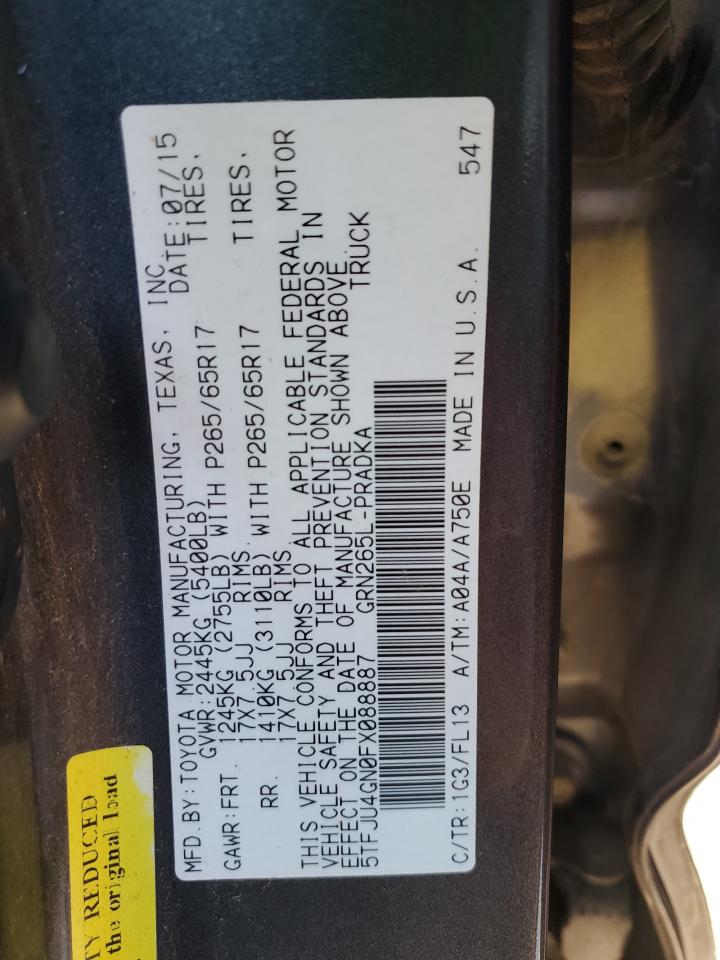 MFD.BY:TOYOTA MOTOR MANUFACTURING, TEXAS, INC.
GVWR:2445KG (5400LB) DATE:07/15
GAWR:FRT. 1245KG (2755LB) WITH P265/65R17 TIRES,
17X7.5JJ RIMS.
RR. 1410KG (3110LB) WITH P265/65R17 TIRES,
17X7.5JJ RIMS
THIS VEHICLE CONFORMS TO ALL APPLICABLE FEDERAL MOTOR
VEHICLE SAFETY AND THEFT PREVENTION STANDARDS IN
EFFECT ON THE DATE OF MANUFACTURE SHOWN ABOVE.
5TFJU4GN0FX088887 GRN265L-PRADKA TRUCK
C/TR:1G3/FL13 A/TM:A04A/A750E MADE IN U.S.A. 547
TY REDUCED
the original load